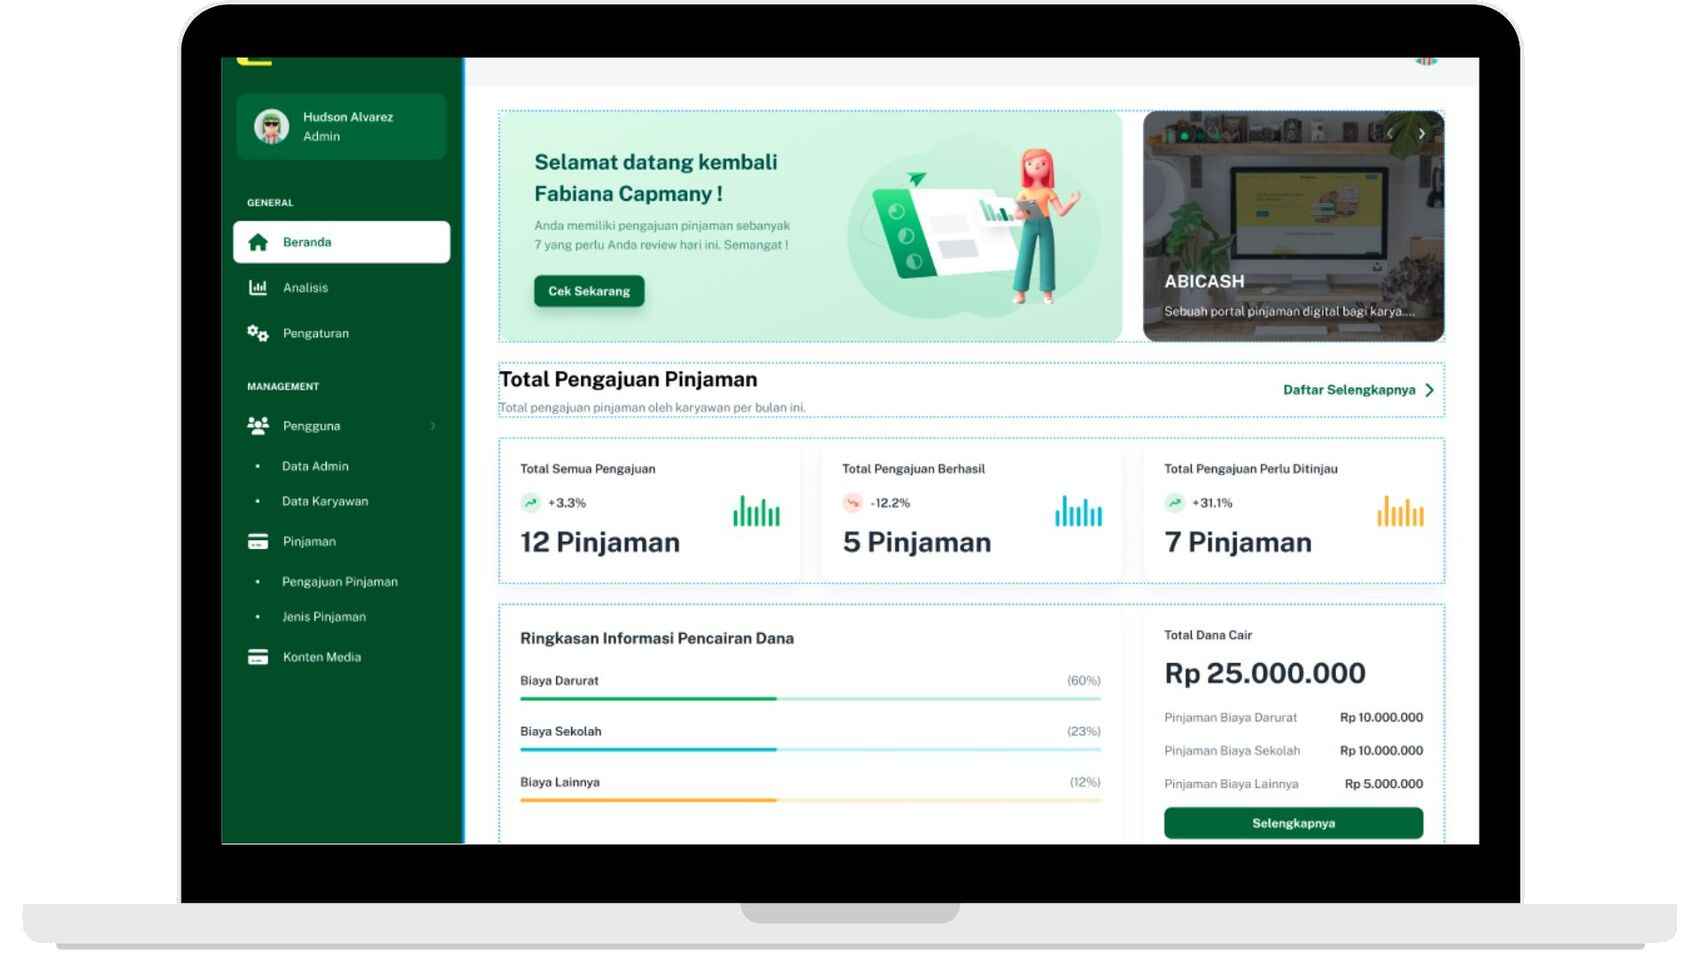 Hudson Alvarez
Admin
GENERAL
Beranda
Analisis
Pengaturan
MANAGEMENT
Pengguna
Data Admin
Data Karyawan
Pinjaman
Pengajuan Pinjaman
Jenis Pinjaman
Konten Media
Selamat datang kembali
Fabiana Capmany !
Anda memiliki pengajuan pinjaman sebanyak
7 yang perlu Anda review hari ini. Semangat !
Cek Sekarang
ABICASH
Sebuah portal pinjaman digital bagi karya....
Total Pengajuan Pinjaman
Total pengajuan pinjaman oleh karyawan per bulan ini.
Daftar Selengkapnya
Total Semua Pengajuan
+3.3%
12 Pinjaman
Total Pengajuan Berhasil
-12.2%
5 Pinjaman
Total Pengajuan Perlu Ditinjau
+31.1%
7 Pinjaman
Ringkasan Informasi Pencairan Dana
Biaya Darurat (60%)
Biaya Sekolah (23%)
Biaya Lainnya (12%)
Total Dana Cair
Rp 25.000.000
Pinjaman Biaya Darurat Rp 10.000.000
Pinjaman Biaya Sekolah Rp 10.000.000
Pinjaman Biaya Lainnya Rp 5.000.000
Selengkapnya